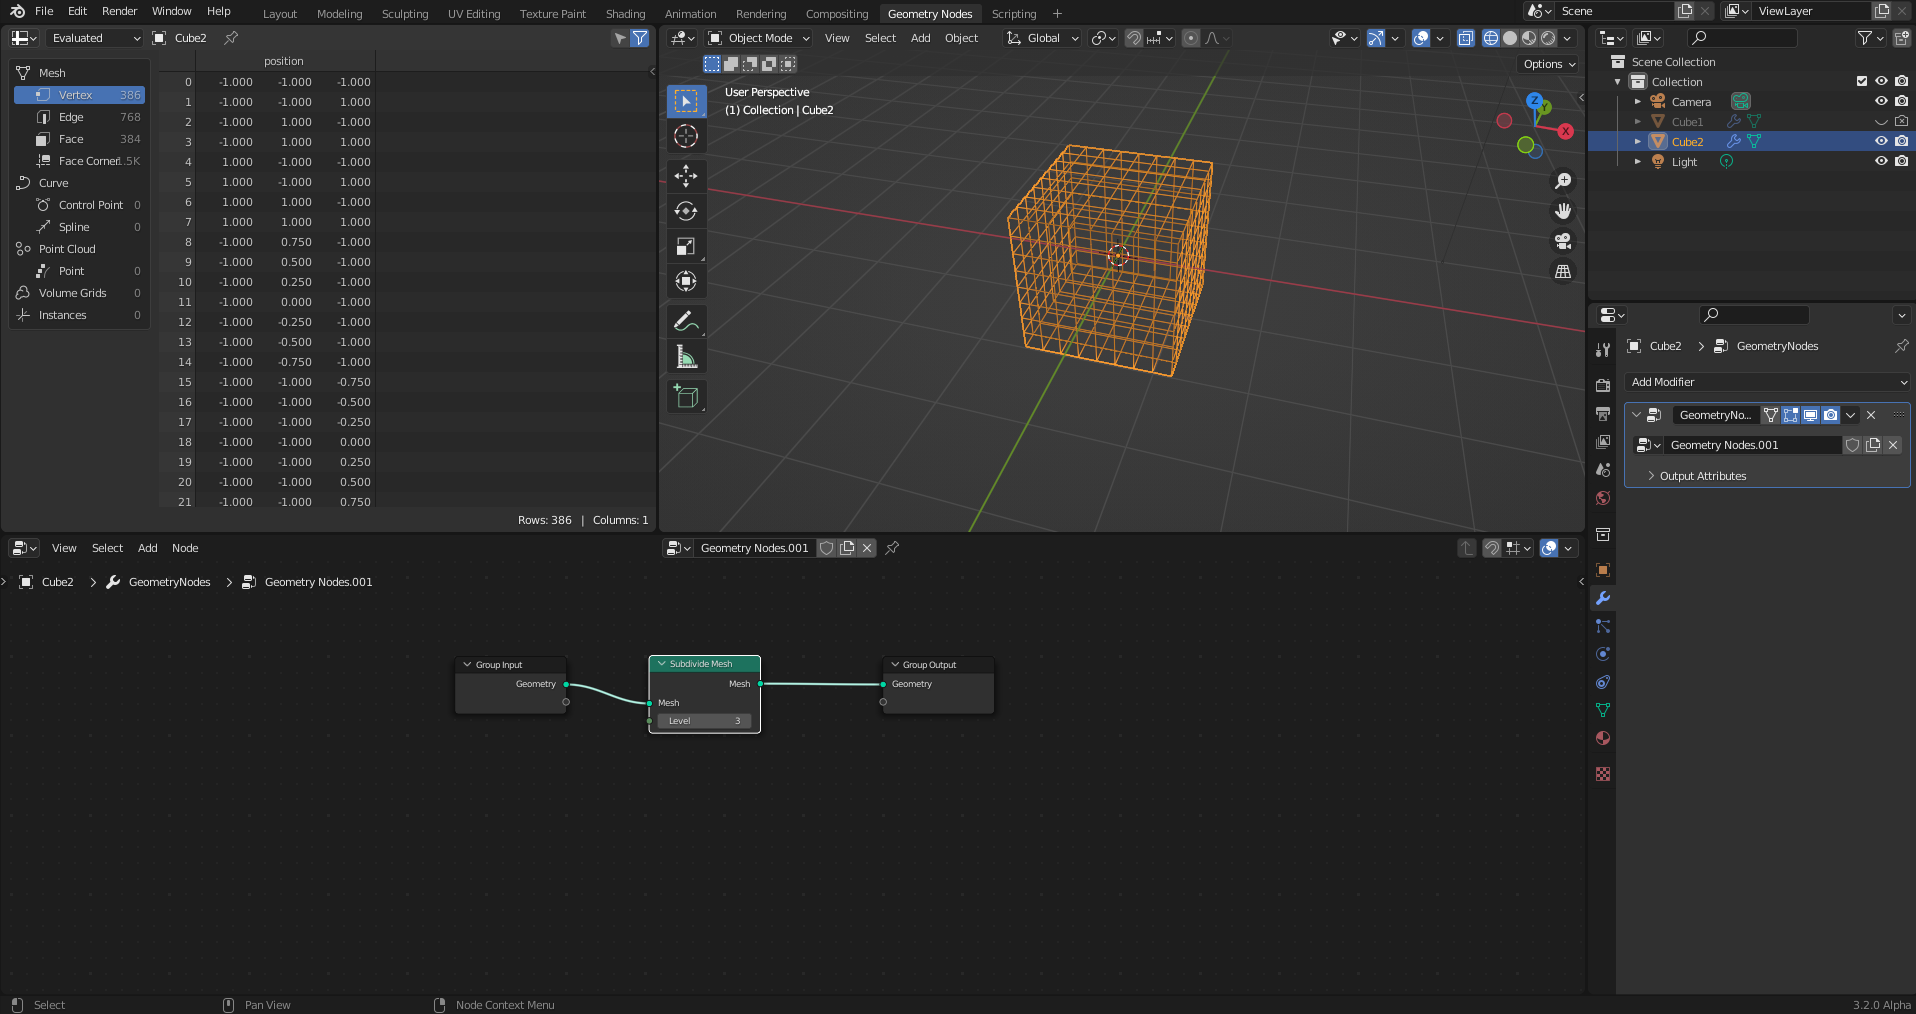 File Edit Render Window Help Layout Modeling Sculpting UV Editing Texture Paint Shading Animation Rendering Compositing Geometry Nodes Scripting + Scene ViewLayer
Evaluated Cube2
Object Mode View Select Add Object Global
Options
position
Mesh
Vertex 386
Edge 768
Face 384
Face Corner 1.5K
Curve
Control Point 0
Spline 0
Point Cloud
Point 0
Volume Grids 0
Instances 0
0 -1.000 -1.000 -1.000
1 -1.000 -1.000 1.000
2 -1.000 1.000 -1.000
3 -1.000 1.000 1.000
4 1.000 -1.000 -1.000
5 1.000 -1.000 1.000
6 1.000 1.000 -1.000
7 1.000 1.000 1.000
8 -1.000 0.750 -1.000
9 -1.000 0.500 -1.000
10 -1.000 0.250 -1.000
11 -1.000 0.000 -1.000
12 -1.000 -0.250 -1.000
13 -1.000 -0.500 -1.000
14 -1.000 -0.750 -1.000
15 -1.000 -1.000 -0.750
16 -1.000 -1.000 -0.500
17 -1.000 -1.000 -0.250
18 -1.000 -1.000 0.000
19 -1.000 -1.000 0.250
20 -1.000 -1.000 0.500
21 -1.000 -1.000 0.750
Rows: 386 | Columns: 1
User Perspective
(1) Collection | Cube2
Z
Y
X
Scene Collection
Collection
Camera
Cube1
Cube2
Light
Cube2 > GeometryNodes
Add Modifier
GeometryNo...
Geometry Nodes.001
Output Attributes
View Select Add Node
Geometry Nodes.001
Cube2 > GeometryNodes > Geometry Nodes.001
Group Input
Geometry
Subdivide Mesh
Mesh
Mesh
Level 3
Group Output
Geometry
Select Pan View Node Context Menu 3.2.0 Alpha